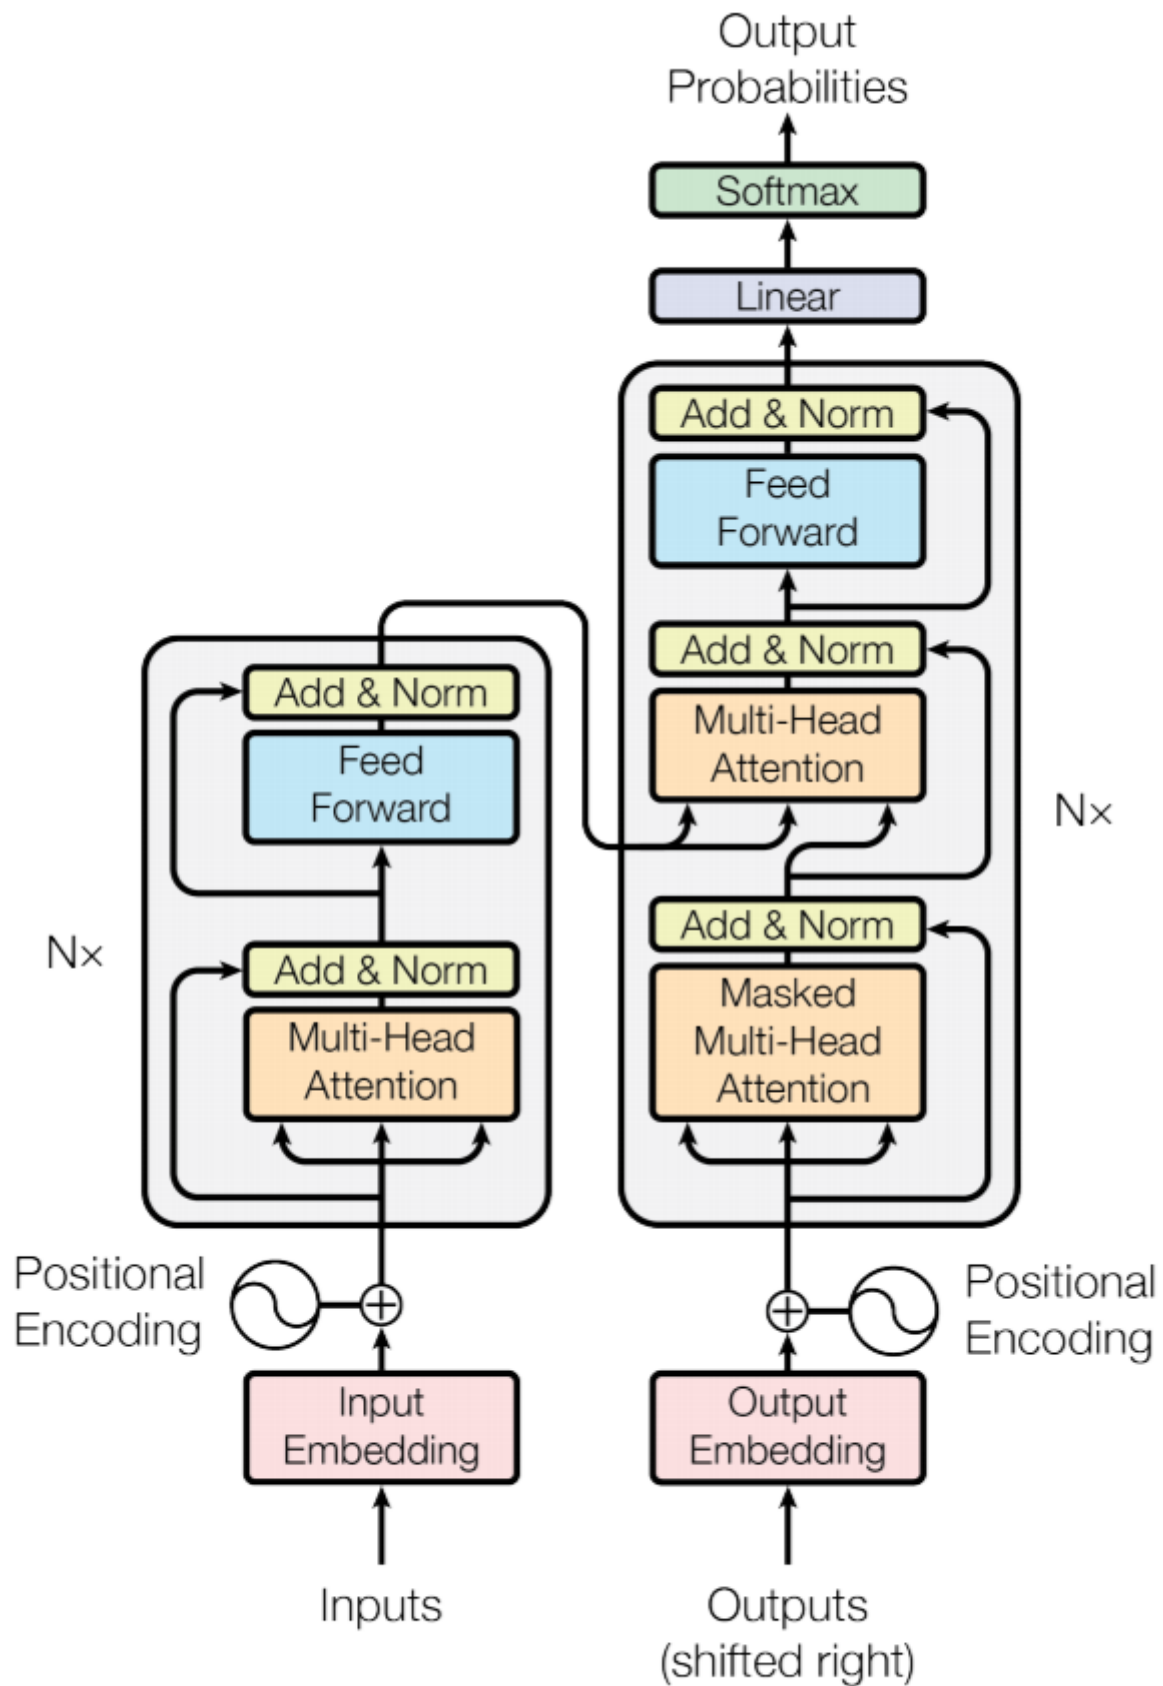 Output
Probabilities
Softmax
Linear
Add & Norm
Feed
Forward
Add & Norm
Multi-Head
Attention
Nx
Add & Norm
Masked
Multi-Head
Attention
Add & Norm
Feed
Forward
Nx
Add & Norm
Multi-Head
Attention
Positional
Encoding
Positional
Encoding
Input
Embedding
Output
Embedding
Inputs
Outputs
(shifted right)